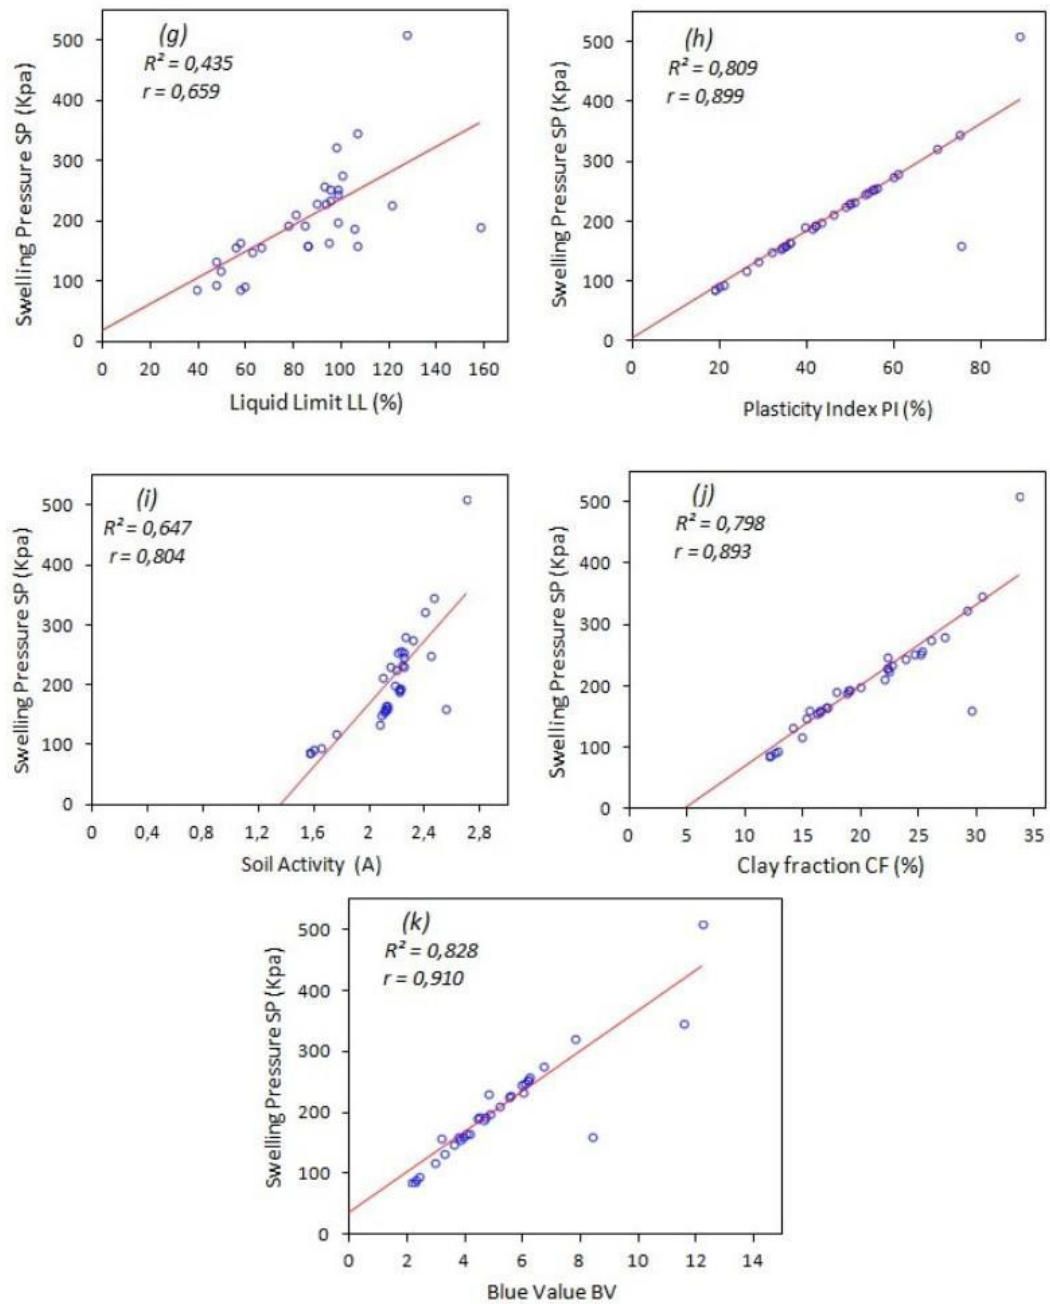 (g)
R² = 0,435
r = 0,659
Swelling Pressure SP (Kpa)
500
400
300
200
100
0
0 20 40 60 80 100 120 140 160
Liquid Limit LL (%)
(h)
R² = 0,809
r = 0,899
Swelling Pressure SP (Kpa)
500
400
300
200
100
0
0 20 40 60 80
Plasticity Index PI (%)
(i)
R² = 0,647
r = 0,804
Swelling Pressure SP (Kpa)
500
400
300
200
100
0
0 0,4 0,8 1,2 1,6 2 2,4 2,8
Soil Activity (A)
(j)
R² = 0,798
r = 0,893
Swelling Pressure SP (Kpa)
500
400
300
200
100
0
0 5 10 15 20 25 30 35
Clay fraction CF (%)
(k)
R² = 0,828
r = 0,910
Swelling Pressure SP (Kpa)
500
400
300
200
100
0
0 2 4 6 8 10 12 14
Blue Value BV